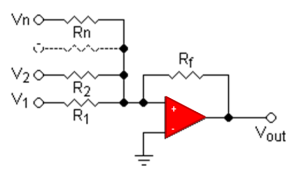 Vn Rn
V2 R2 Rf
V1 R1 + -
Vout